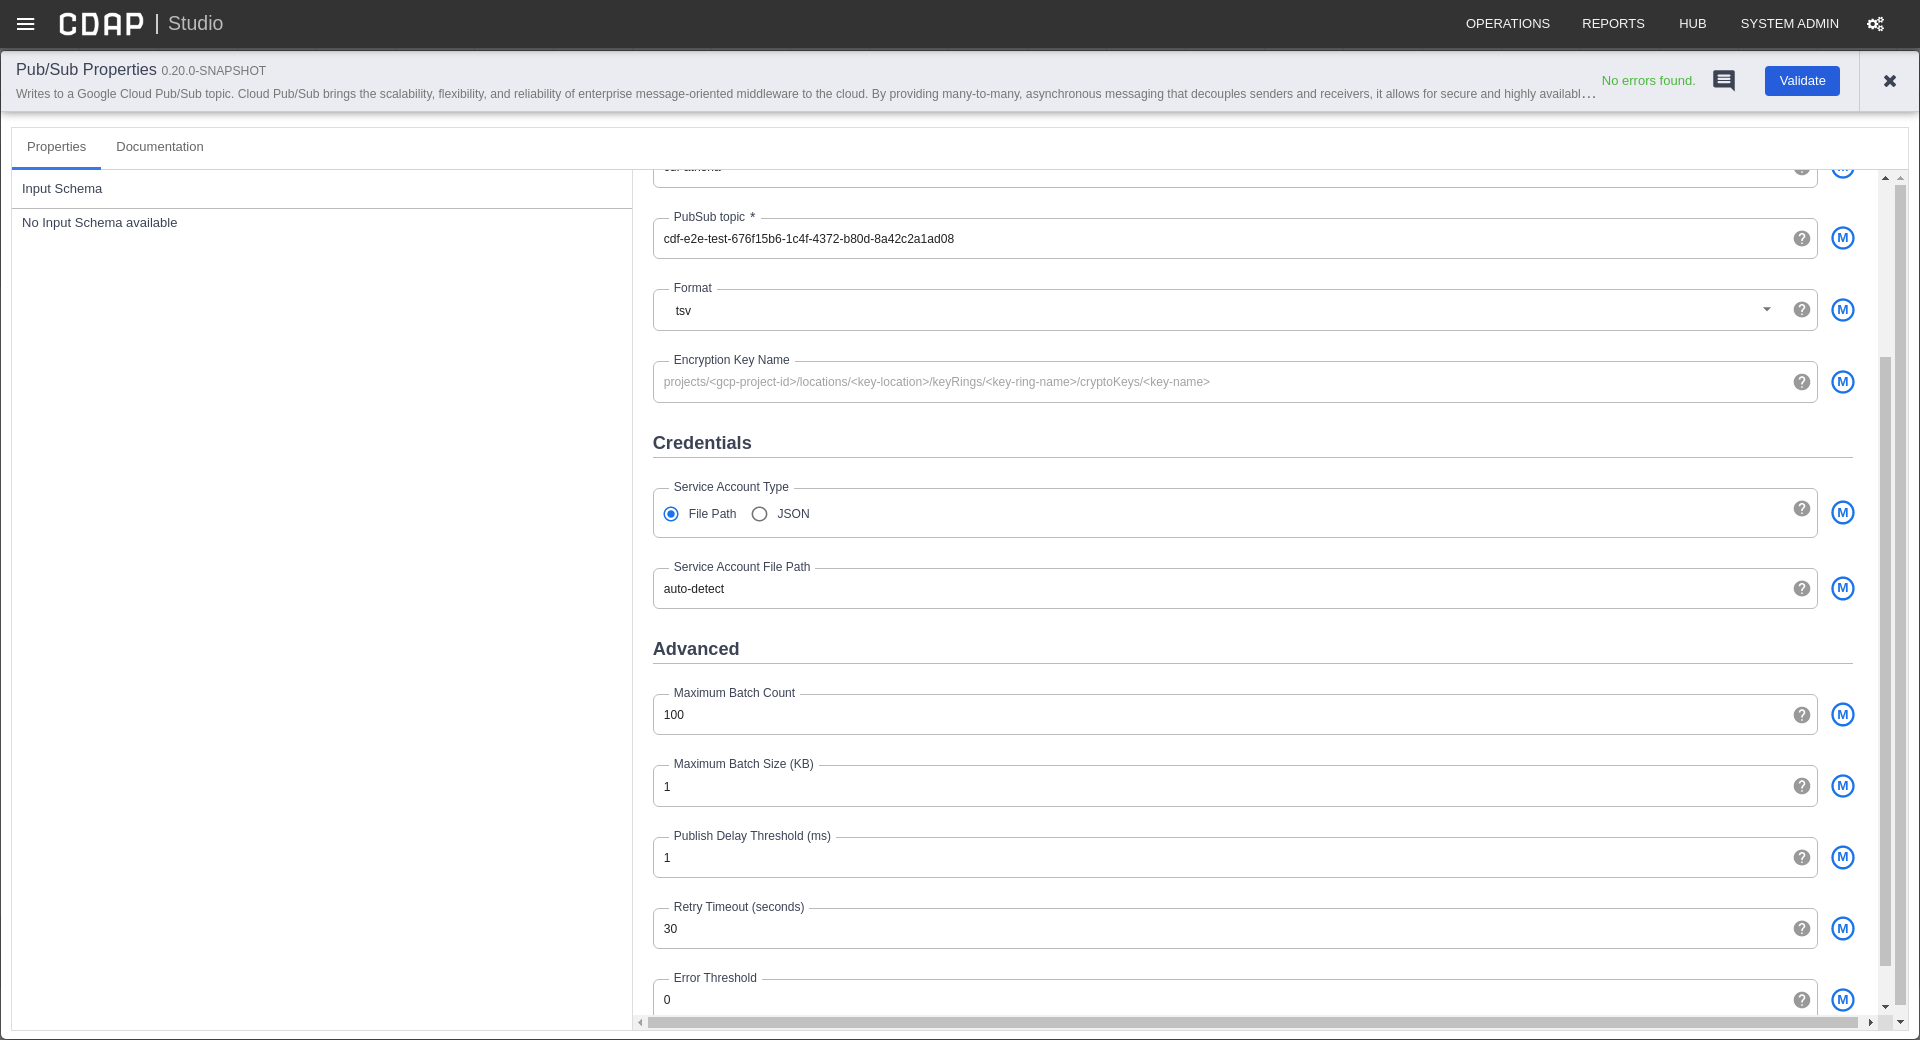 CDAP | Studio
OPERATIONS REPORTS HUB SYSTEM ADMIN
Pub/Sub Properties 0.20.0-SNAPSHOT
Writes to a Google Cloud Pub/Sub topic. Cloud Pub/Sub brings the scalability, flexibility, and reliability of enterprise message-oriented middleware to the cloud. By providing many-to-many, asynchronous messaging that decouples senders and receivers, it allows for secure and highly availabl...
No errors found.
Validate
Properties Documentation
Input Schema
No Input Schema available
PubSub topic *
cdf-e2e-test-676f15b6-1c4f-4372-b80d-8a42c2a1ad08
M
Format
tsv
M
Encryption Key Name
projects/<gcp-project-id>/locations/<key-location>/keyRings/<key-ring-name>/cryptoKeys/<key-name>
M
Credentials
Service Account Type
File Path JSON
M
Service Account File Path
auto-detect
M
Advanced
Maximum Batch Count
100
M
Maximum Batch Size (KB)
1
M
Publish Delay Threshold (ms)
1
M
Retry Timeout (seconds)
30
M
Error Threshold
0
M